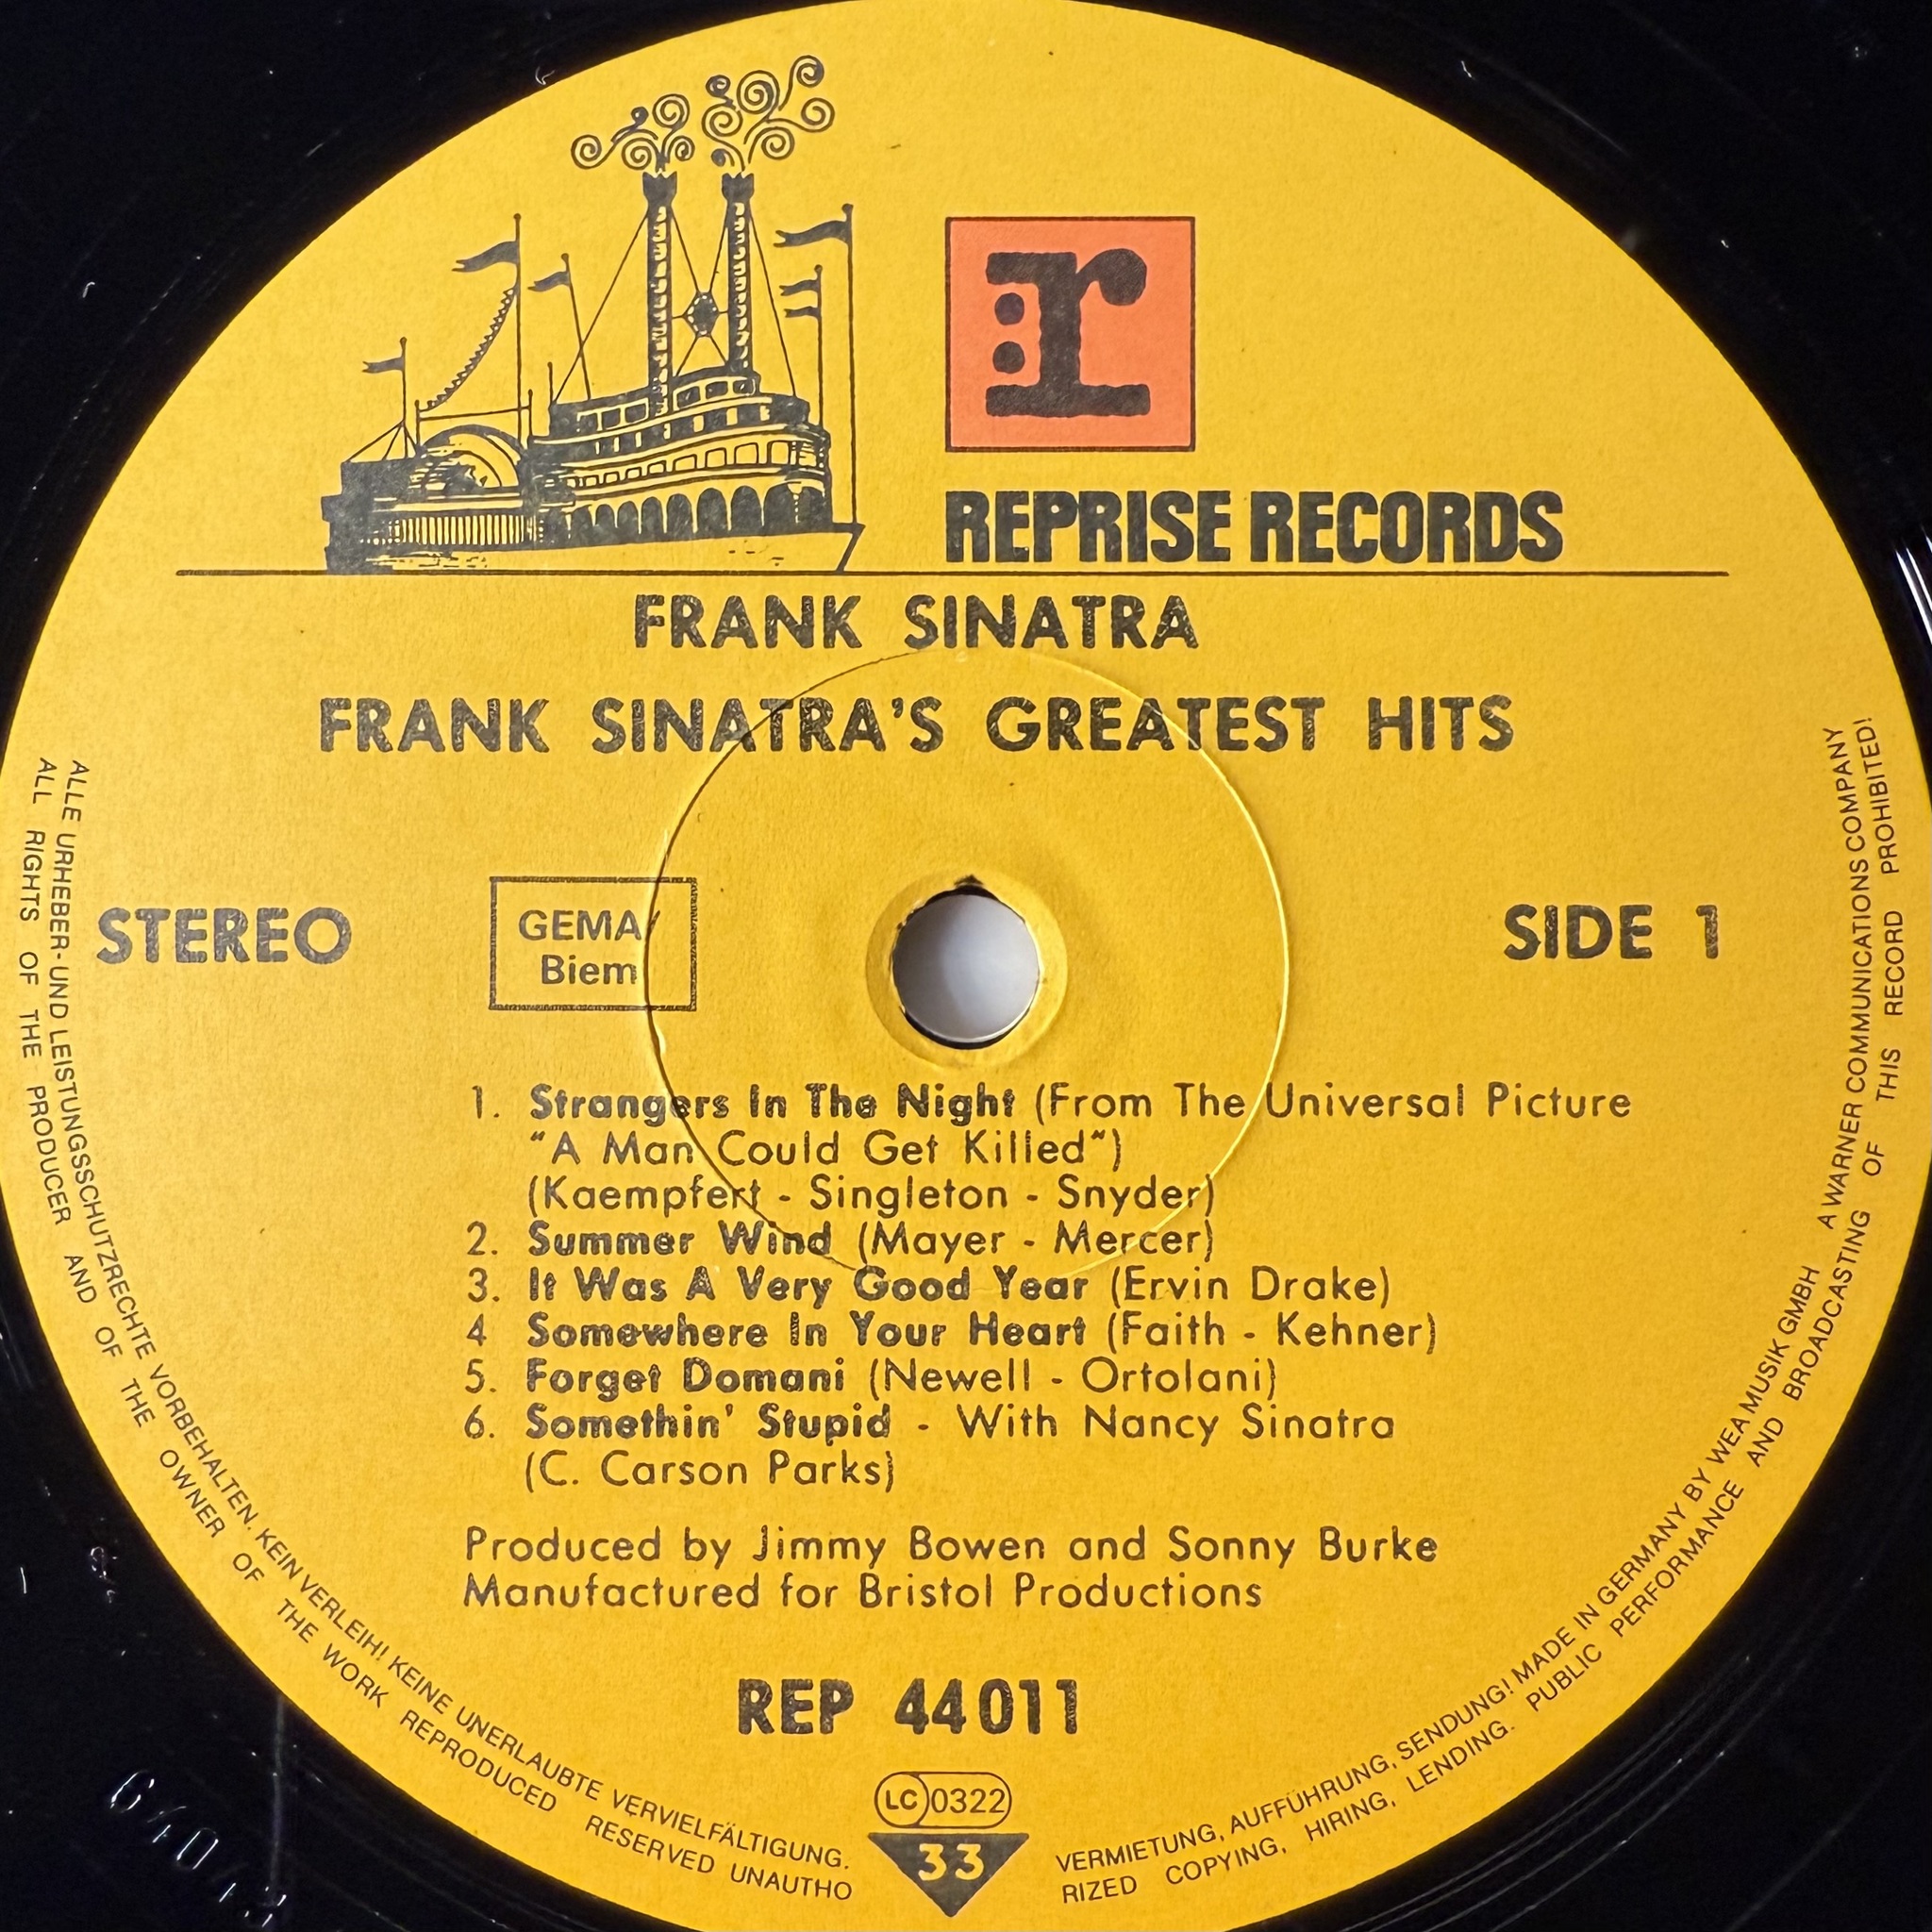 r:
REPRISE RECORDS
FRANK SINATRA
FRANK SINATRA'S GREATEST HITS
STEREO
GEMA/
Biem
SIDE 1
1. Strangers In The Night (From The Universal Picture
"A Man Could Get Killed")
(Kaempfert - Singleton - Snyder)
2. Summer Wind (Mayer - Mercer)
3. It Was A Very Good Year (Ervin Drake)
4 Somewhere In Your Heart (Faith - Kehner)
5. Forget Domani (Newell - Ortolani)
6. Somethin' Stupid - With Nancy Sinatra
(C. Carson Parks)
Produced by Jimmy Bowen and Sonny Burke
Manufactured for Bristol Productions
REP 44011
LC 0322
33
ALLE URHEBER- UND LEISTUNGSSCHUTZRECHTE VORBEHALTEN. KEIN VERLEIH! KEINE UNERLAUBTE VERVIELFÄLTIGUNG. VERMIETUNG, AUFFÜHRUNG, SENDUNG! MADE IN GERMANY BY WEA MUSIK GMBH A WARNER COMMUNICATIONS COMPANY
ALL RIGHTS OF THE PRODUCER AND OF THE OWNER OF THE WORK REPRODUCED RESERVED UNAUTHORIZED COPYING, HIRING, LENDING. PUBLIC PERFORMANCE AND BROADCASTING OF THIS RECORD PROHIBITED!